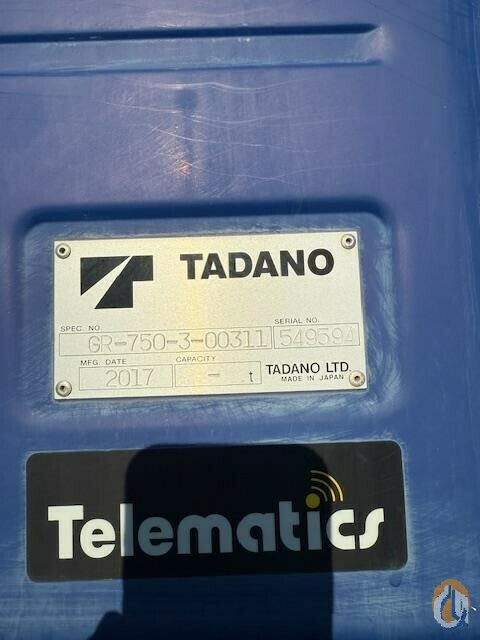 TADANO
SPEC. NO.
GR-750-3-00311
SERIAL NO.
549594
MFG. DATE
2017
CAPACITY
- t
TADANO LTD.
MADE IN JAPAN
Telematics